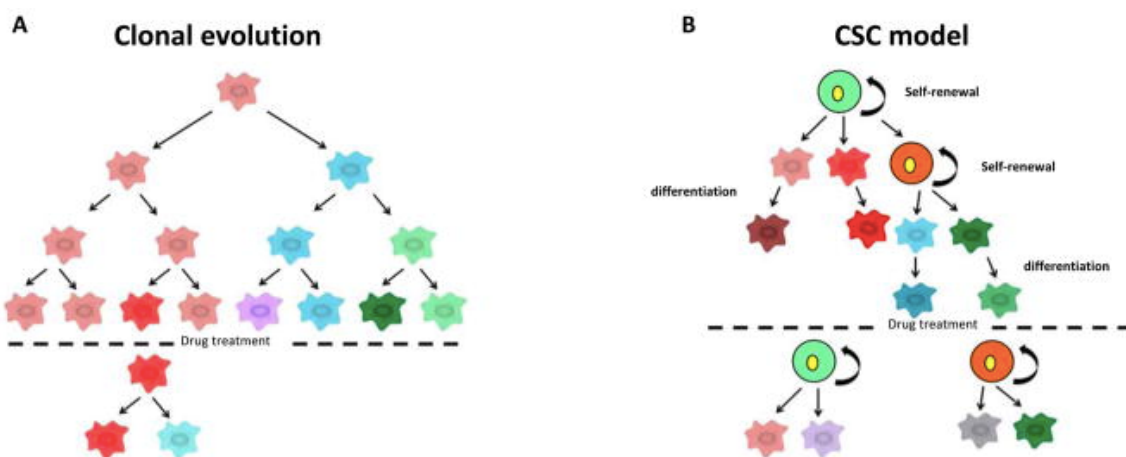 A
Clonal evolution
Drug treatment
B
CSC model
Self-renewal
Self-renewal
differentiation
differentiation
Drug treatment